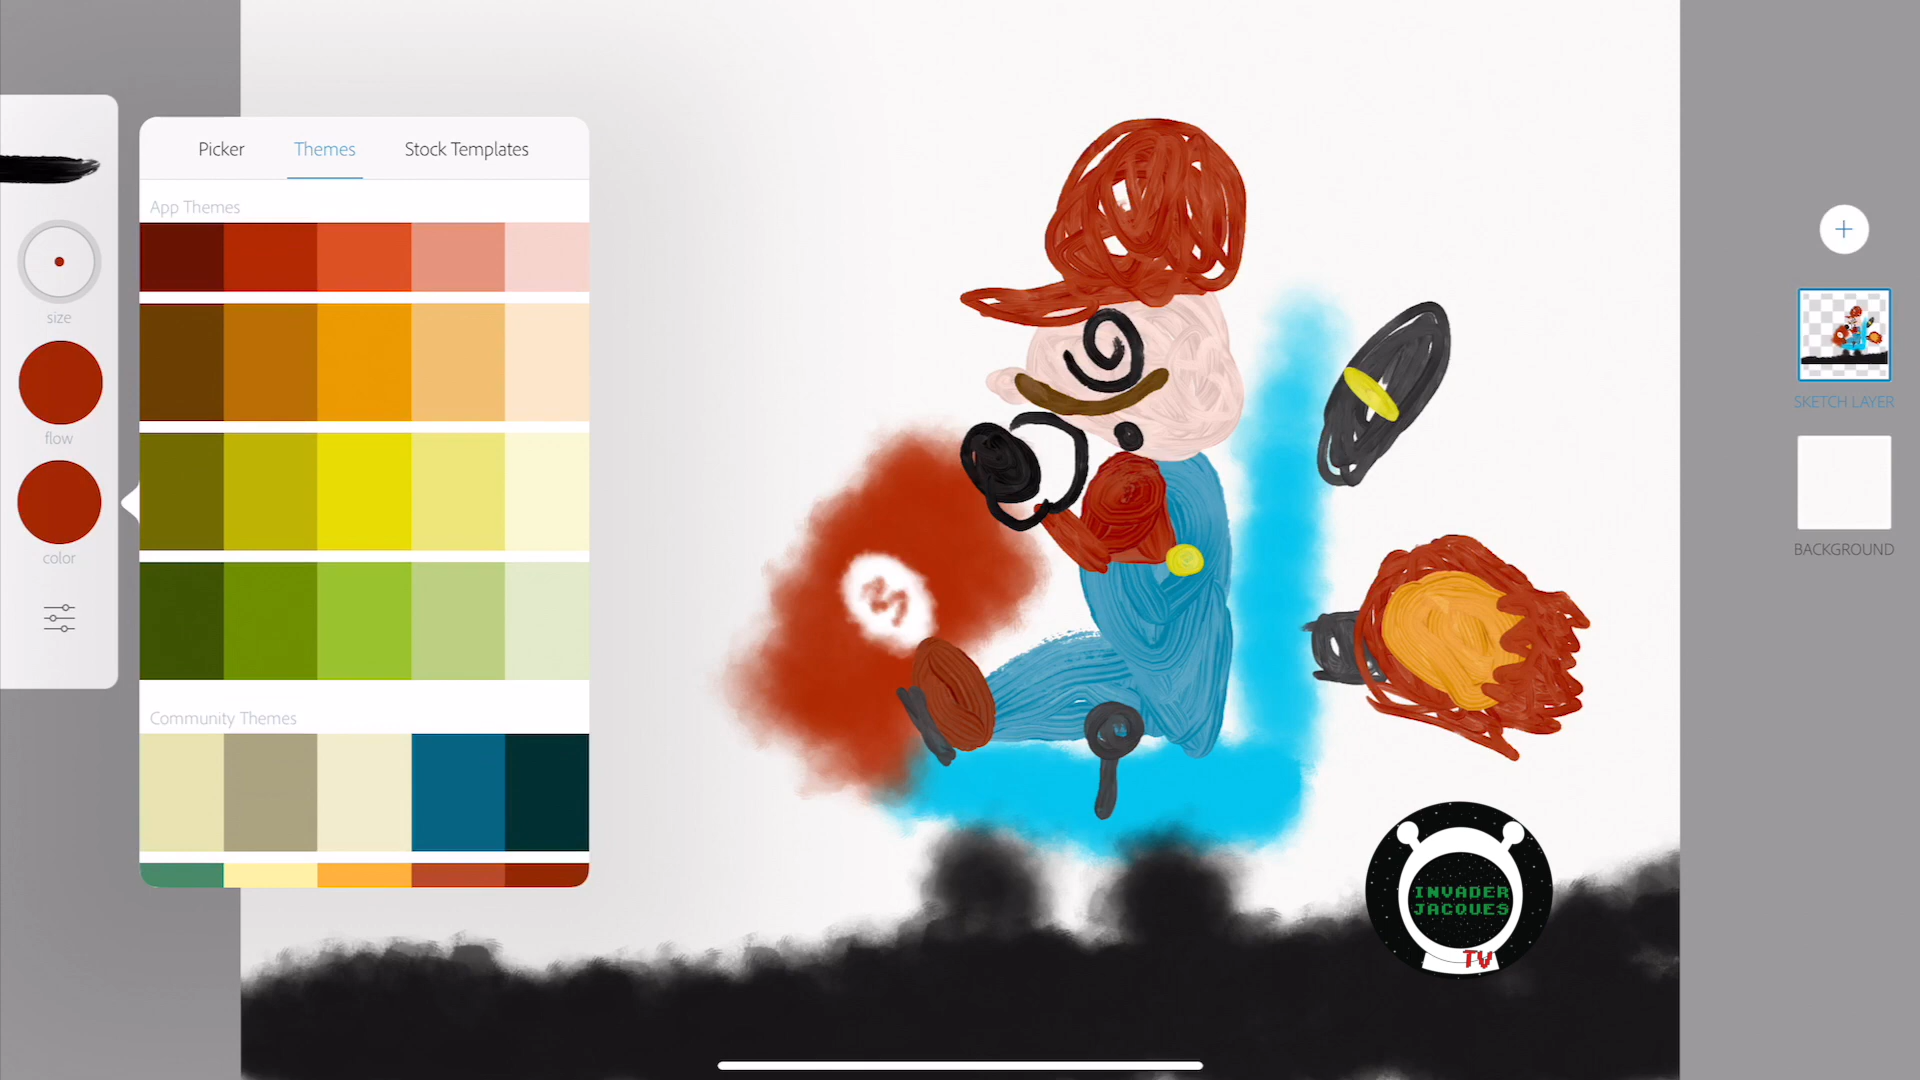 Picker
Themes
Stock Templates
App Themes
size
flow
color
Community Themes
SKETCH LAYER
BACKGROUND
INVADER
JACQUES
TV